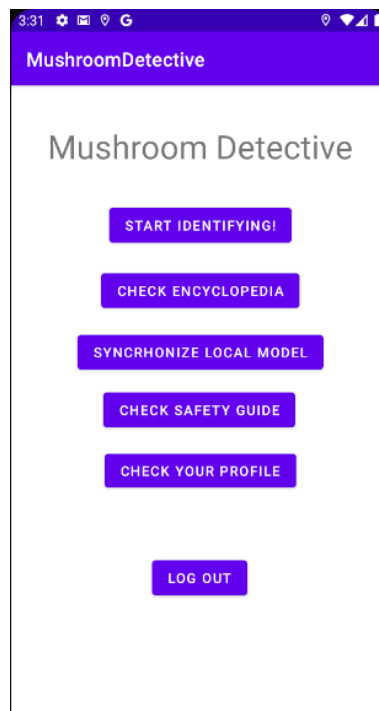 3:31
MushroomDetective
Mushroom Detective
START IDENTIFYING!
CHECK ENCYCLOPEDIA
SYNCRHONIZE LOCAL MODEL
CHECK SAFETY GUIDE
CHECK YOUR PROFILE
LOG OUT